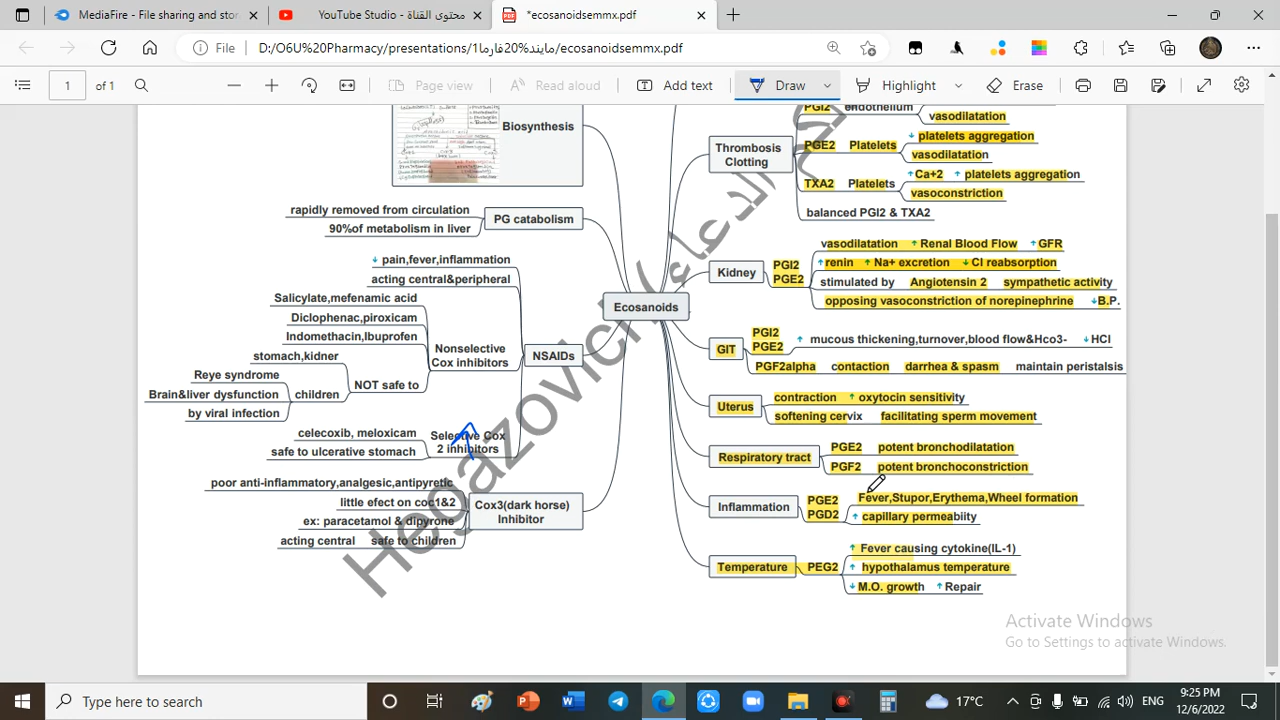 MediaFire - File sharing and stor
YouTube Studio - محتوى القناة
*ecosanoidsemmx.pdf
File
D:/O6U%20Pharmacy/presentations/1مايند%20فارما/ecosanoidsemmx.pdf
1
of 1
Page view
Read aloud
Add text
Draw
Highlight
Erase
Biosynthesis
PG catabolism
rapidly removed from circulation
90%of metabolism in liver
NSAIDs
↓ pain,fever,inflammation
acting central&peripheral
Nonselective
Cox inhibitors
Salicylate,mefenamic acid
Diclophenac,piroxicam
Indomethacin,Ibuprofen
NOT safe to
stomach,kidner
children
Reye syndrome
Brain&liver dysfunction
by viral infection
Selective Cox
2 inhibitors
celecoxib, meloxicam
safe to ulcerative stomach
Cox3(dark horse)
Inhibitor
poor anti-inflammatory,analgesic,antipyretic
little efect on coc1&2
ex: paracetamol & dipyrone
acting central safe to children
Ecosanoids
Thrombosis
Clotting
PGI2 endothelium
vasodilatation
PGE2 Platelets
↓ platelets aggregation
vasodilatation
TXA2 Platelets
↑ Ca+2 ↑ platelets aggregation
vasoconstriction
balanced PGI2 & TXA2
Kidney
PGI2
PGE2
vasodilatation ↑ Renal Blood Flow ↑ GFR
↑ renin ↑ Na+ excretion ↓ Cl reabsorption
stimulated by Angiotensin 2 sympathetic activity
opposing vasoconstriction of norepinephrine ↓ B.P.
GIT
PGI2
PGE2
↑ mucous thickening,turnover,blood flow&Hco3- ↓ HCl
PGF2alpha contaction darrhea & spasm maintain peristalsis
Uterus
contraction ↑ oxytocin sensitivity
softening cervix facilitating sperm movement
Respiratory tract
PGE2 potent bronchodilatation
PGF2 potent bronchoconstriction
Inflammation
PGE2
PGD2
Fever,Stupor,Erythema,Wheel formation
↑ capillary permeabiity
Temperature
PEG2
↑ Fever causing cytokine(IL-1)
↑ hypothalamus temperature
↓ M.O. growth ↑ Repair
Hegazovich
الدعاء
Activate Windows
Go to Settings to activate Windows.
Type here to search
17°C
ENG
9:25 PM
12/6/2022